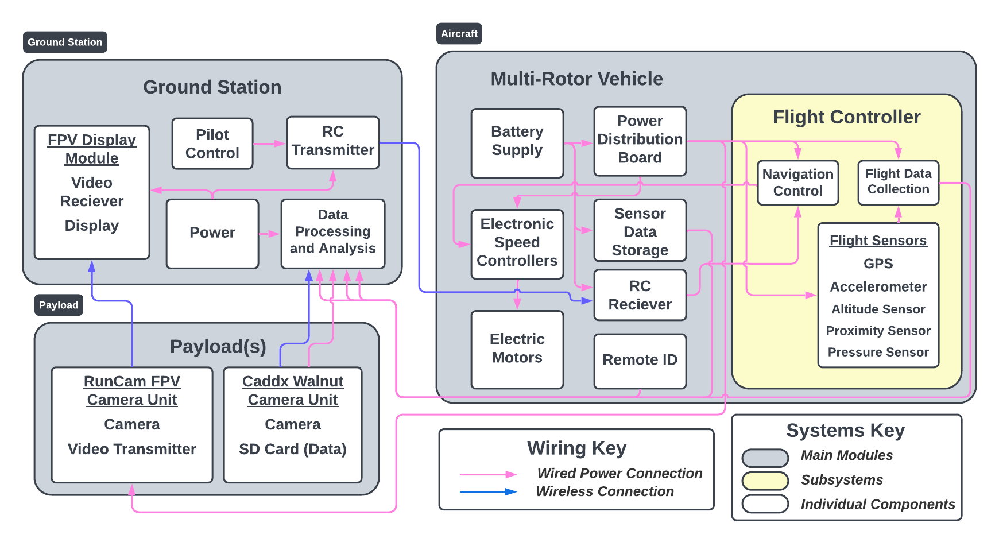 Ground Station
Ground Station
FPV Display
Module
Video
Reciever
Display
Pilot
Control
RC
Transmitter
Power
Data
Processing
and Analysis
Payload
Payload(s)
RunCam FPV
Camera Unit
Camera
Video Transmitter
Caddx Walnut
Camera Unit
Camera
SD Card (Data)
Aircraft
Multi-Rotor Vehicle
Battery
Supply
Power
Distribution
Board
Electronic
Speed
Controllers
Sensor
Data
Storage
RC
Reciever
Electric
Motors
Remote ID
Flight Controller
Navigation
Control
Flight Data
Collection
Flight Sensors
GPS
Accelerometer
Altitude Sensor
Proximity Sensor
Pressure Sensor
Wiring Key
Wired Power Connection
Wireless Connection
Systems Key
Main Modules
Subsystems
Individual Components